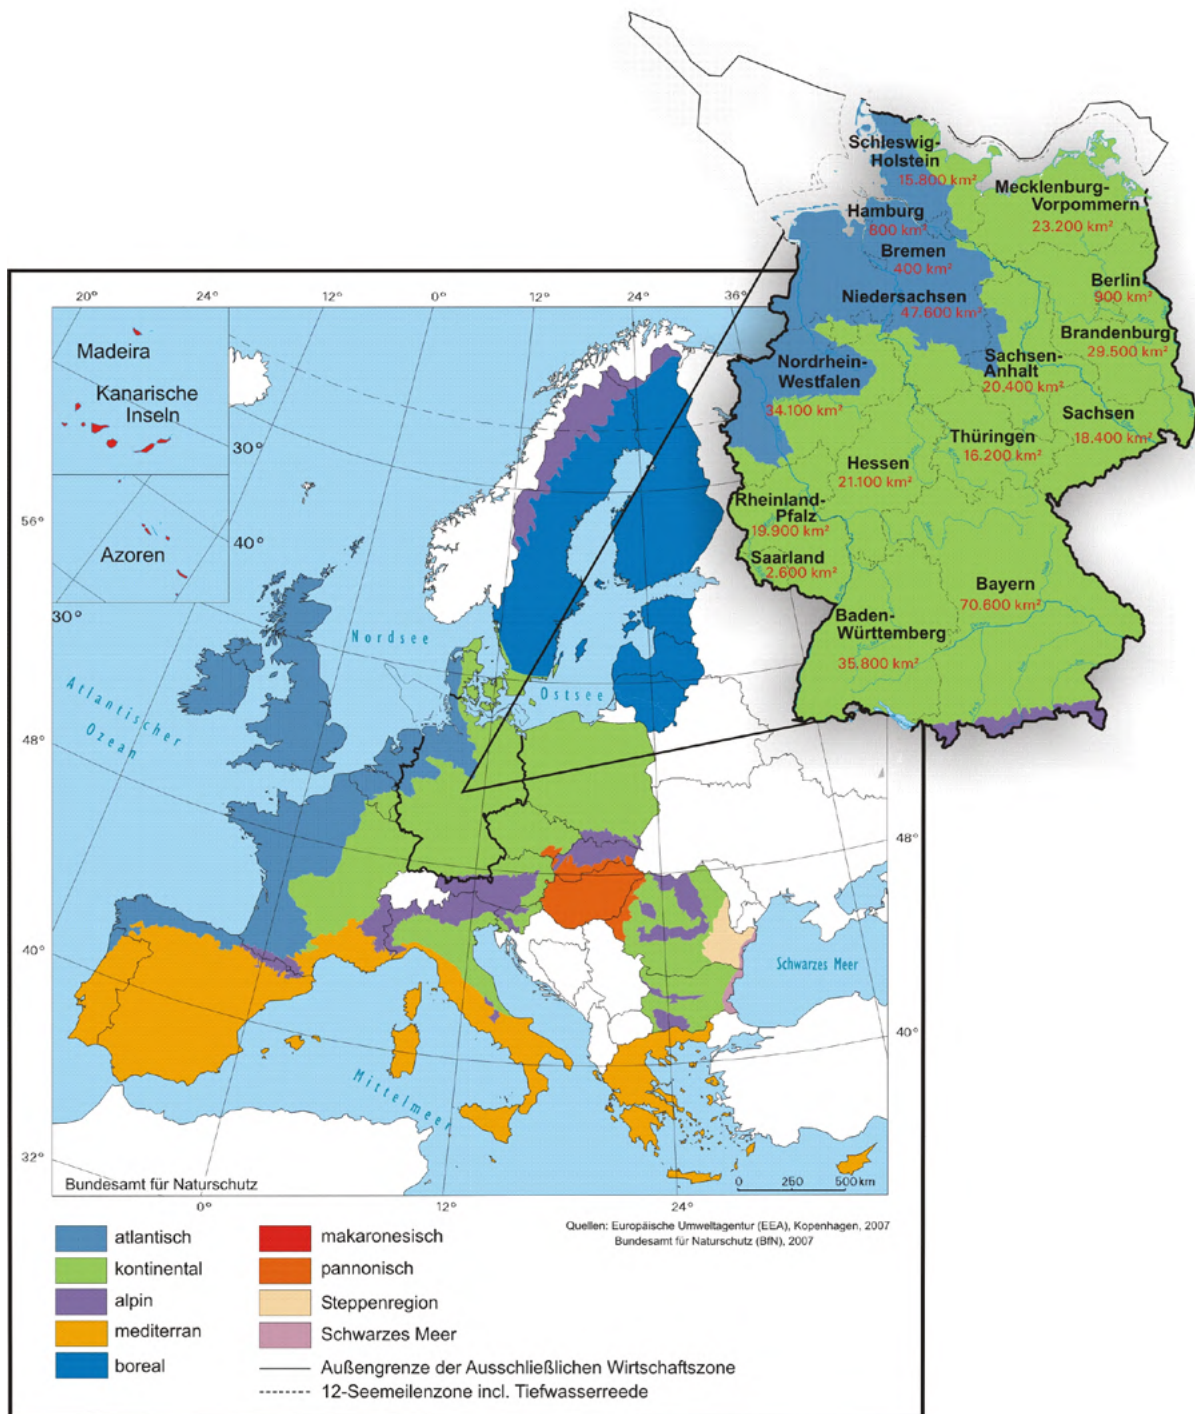 Schleswig-
Holstein
15.800 km²
Mecklenburg-
Vorpommern
23.200 km²
Hamburg
800 km²
Bremen
400 km²
Niedersachsen
47.600 km²
Berlin
900 km²
Brandenburg
29.500 km²
Nordrhein-
Westfalen
34.100 km²
Sachsen-
Anhalt
20.400 km²
Sachsen
18.400 km²
Thüringen
16.200 km²
Hessen
21.100 km²
Rheinland-
Pfalz
19.900 km²
Saarland
2.600 km²
Bayern
70.600 km²
Baden-
Württemberg
35.800 km²
20° 24° 12° 0° 12° 24° 36°
Madeira
Kanarische
Inseln
30°
Azoren
40°
30°
56°
48°
40°
32°
48°
40°
Nordsee
Ostsee
Atlantischer
Ozean
Schwarzes Meer
Mittelmeer
Bundesamt für Naturschutz
0 250 500 km
0° 12° 24°
Quellen: Europäische Umweltagentur (EEA), Kopenhagen, 2007
Bundesamt für Naturschutz (BfN), 2007
atlantisch
kontinental
alpin
mediterran
boreal
makaronesisch
pannonisch
Steppenregion
Schwarzes Meer
Außengrenze der Ausschließlichen Wirtschaftszone
12-Seemeilenzone incl. Tiefwasserreede